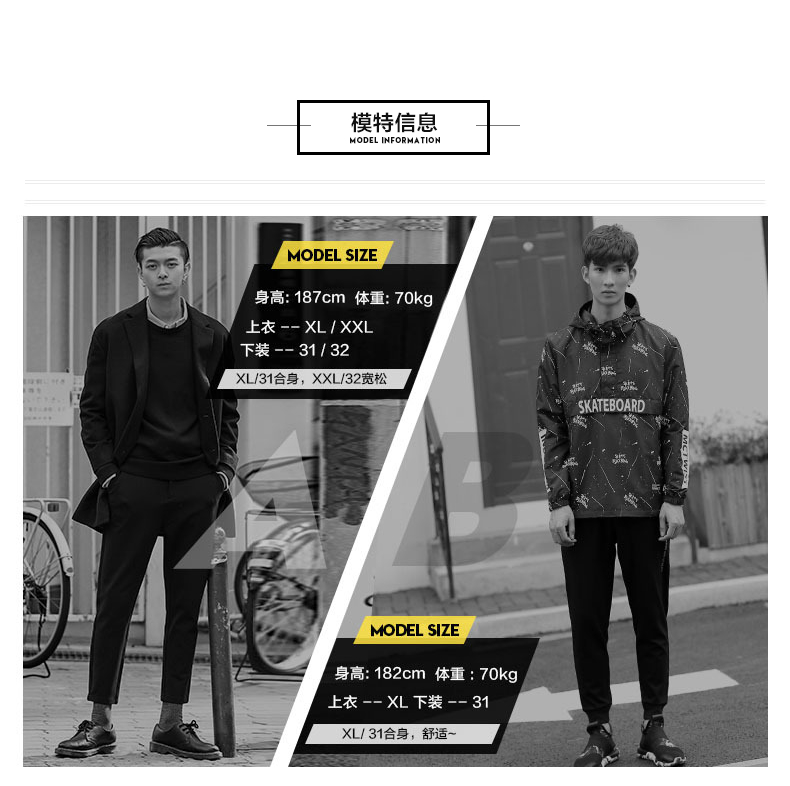 模特信息
MODEL INFORMATION
MODEL SIZE
身高: 187cm 体重: 70kg
上衣 -- XL / XXL
下装 -- 31 / 32
XL/31合身，XXL/32宽松
A
B
SKATEBOARD
MODEL SIZE
身高: 182cm 体重 : 70kg
上衣 -- XL 下装 -- 31
XL/ 31合身，舒适~